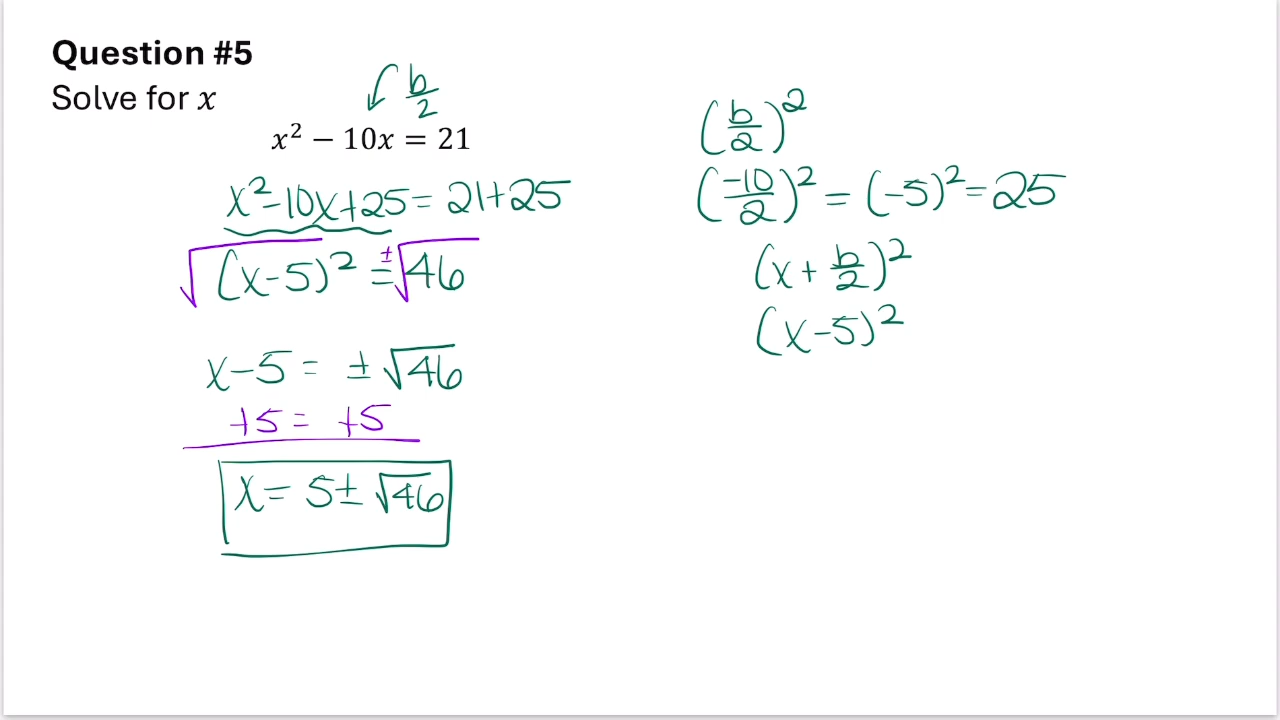 Question #5
Solve for x
b/2
x² − 10x = 21
x²-10x+25 = 21+25
√(x-5)² = ±√46
x-5 = ±√46
+5 = +5
x = 5±√46
(b/2)²
(-10/2)² = (-5)² = 25
(x + b/2)²
(x-5)²